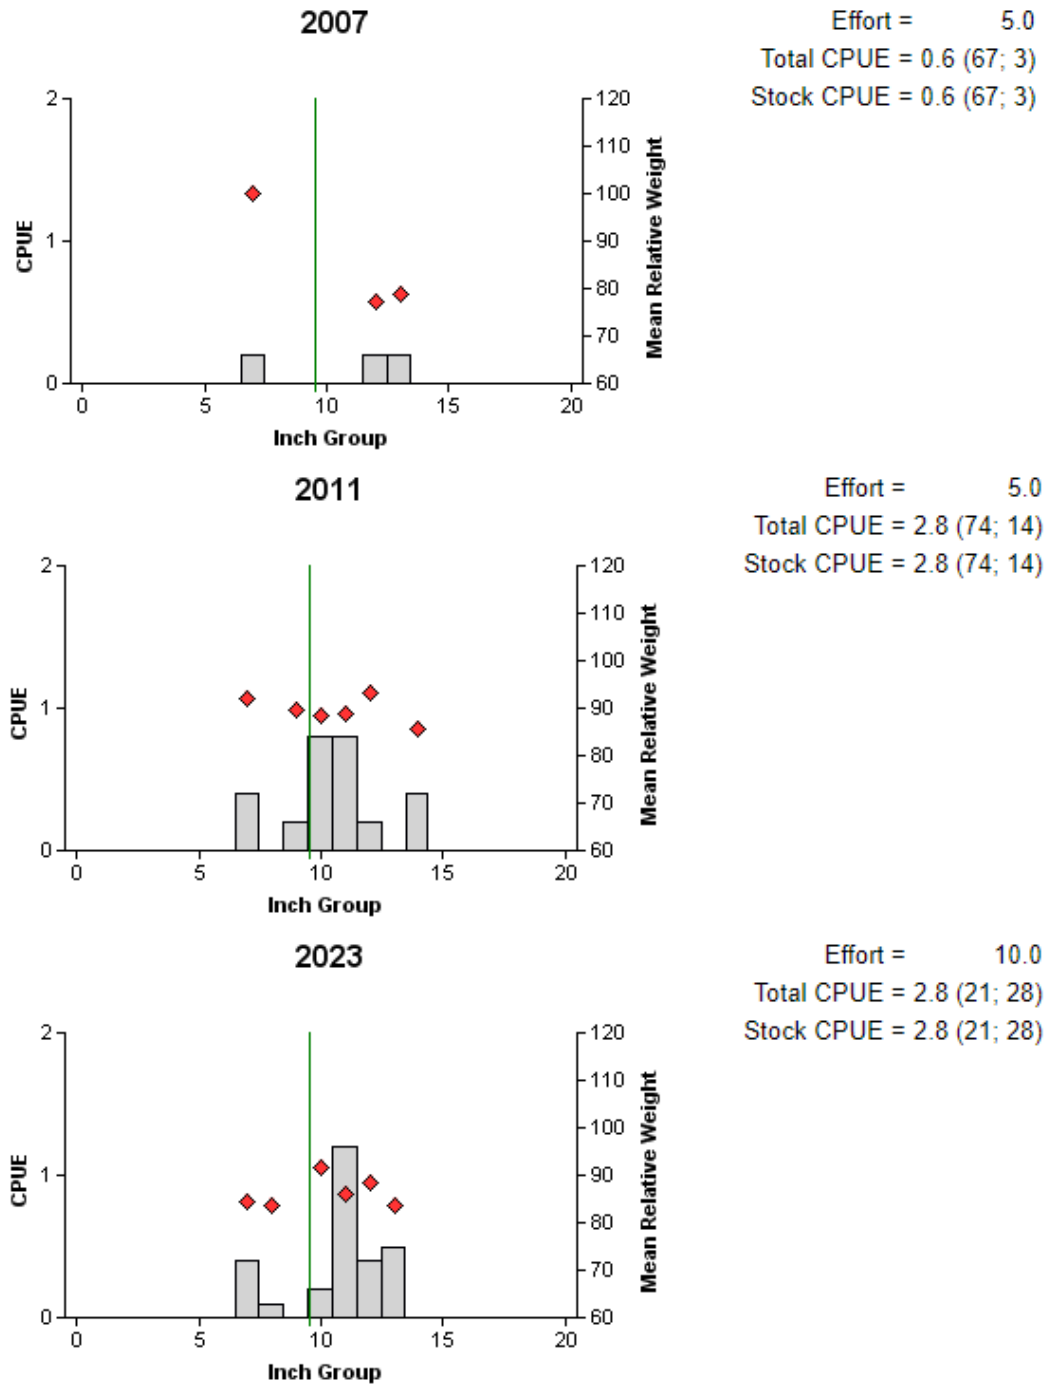 2007
Effort = 5.0
Total CPUE = 0.6 (67; 3)
Stock CPUE = 0.6 (67; 3)
2
1
0
CPUE
120
110
100
90
80
70
60
Mean Relative Weight
0 5 10 15 20
Inch Group
2011
Effort = 5.0
Total CPUE = 2.8 (74; 14)
Stock CPUE = 2.8 (74; 14)
2
1
0
CPUE
120
110
100
90
80
70
60
Mean Relative Weight
0 5 10 15 20
Inch Group
2023
Effort = 10.0
Total CPUE = 2.8 (21; 28)
Stock CPUE = 2.8 (21; 28)
2
1
0
CPUE
120
110
100
90
80
70
60
Mean Relative Weight
0 5 10 15 20
Inch Group